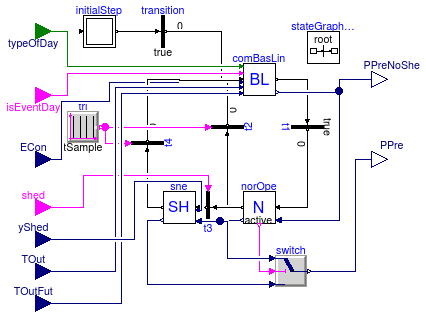 initialStep
transition
0
true
stateGraph...
root
typeOfDay
comBasLin
BL
PPreNoShe
isEventDay
tri
tSample
0
t2
t1
true
0
t4
ECon
PPre
shed
sne
SH
norOpe
N
active
t3
yShed
switch
TOut
TOutFut